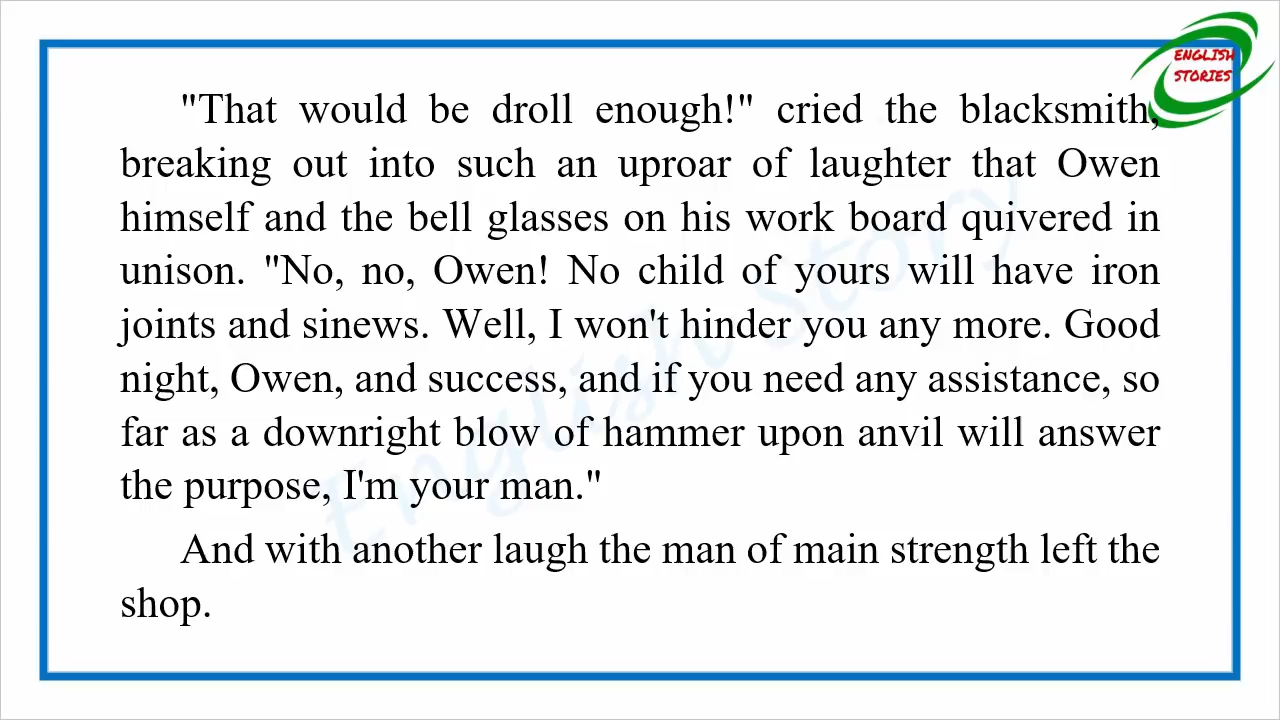 ENGLISH
STORIES
"That would be droll enough!" cried the blacksmith,
breaking out into such an uproar of laughter that Owen
himself and the bell glasses on his work board quivered in
unison. "No, no, Owen! No child of yours will have iron
joints and sinews. Well, I won't hinder you any more. Good
night, Owen, and success, and if you need any assistance, so
far as a downright blow of hammer upon anvil will answer
the purpose, I'm your man."
And with another laugh the man of main strength left the
shop.
English Story